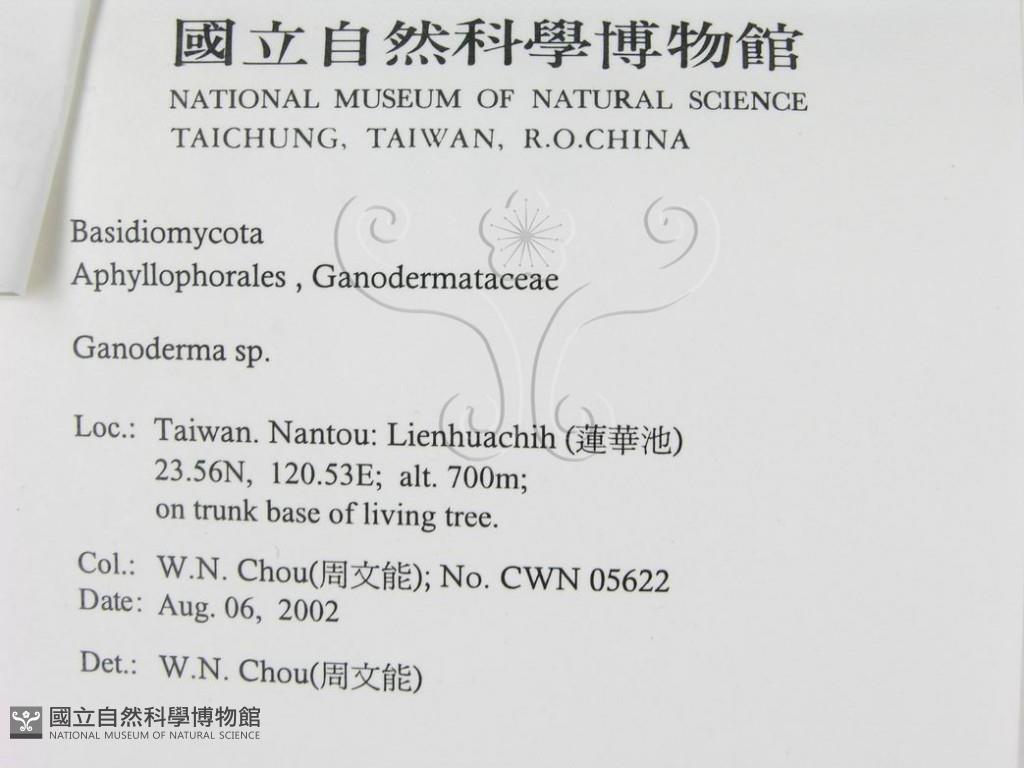 國立自然科學博物館
NATIONAL MUSEUM OF NATURAL SCIENCE
TAICHUNG, TAIWAN, R.O.CHINA
Basidiomycota
Aphyllophorales , Ganodermataceae
Ganoderma sp.
Loc.: Taiwan. Nantou: Lienhuachih (蓮華池)
23.56N, 120.53E; alt. 700m;
on trunk base of living tree.
Col.: W.N. Chou(周文能); No. CWN 05622
Date: Aug. 06, 2002
Det.: W.N. Chou(周文能)
國立自然科學博物館
NATIONAL MUSEUM OF NATURAL SCIENCE